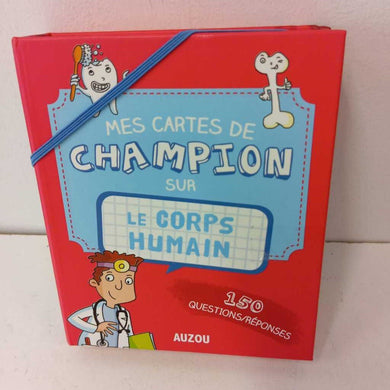 MES CARTES DE
CHAMPION
SUR
LE CORPS
HUMAIN
150
QUESTIONS/RÉPONSES
AUZOU